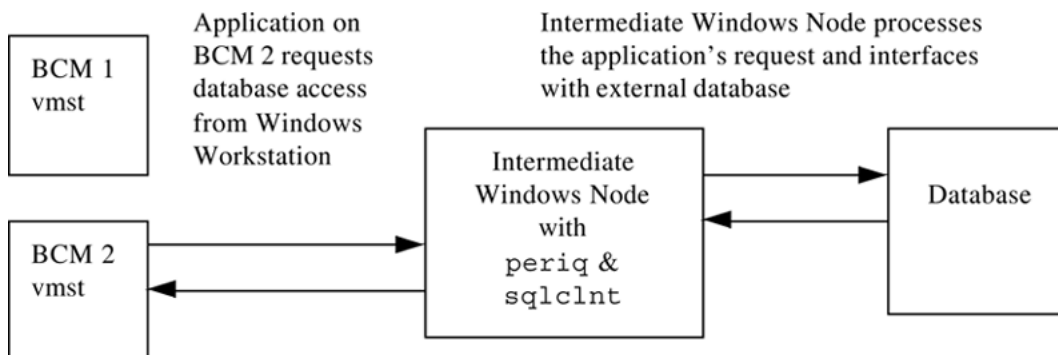 BCM 1
vmst
Application on
BCM 2 requests
database access
from Windows
Workstation
Intermediate Windows Node processes
the application’s request and interfaces
with external database
BCM 2
vmst
Intermediate
Windows Node
with
periq &
sqlclnt
Database